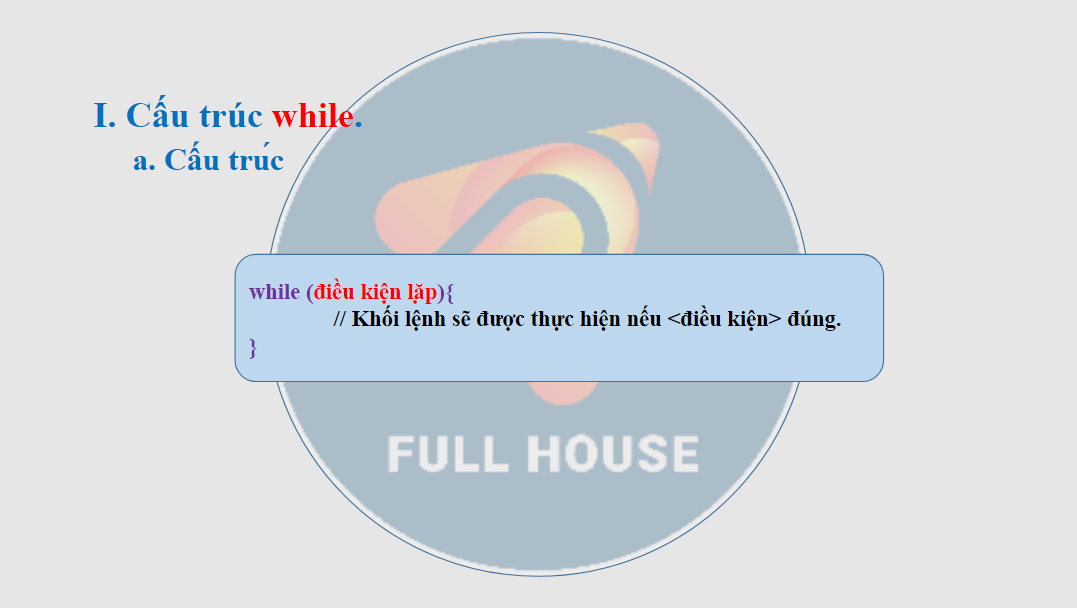 I. Cấu trúc while.
a. Cấu trúc
while (điều kiện lặp){
// Khối lệnh sẽ được thực hiện nếu <điều kiện> đúng.
}
FULL HOUSE